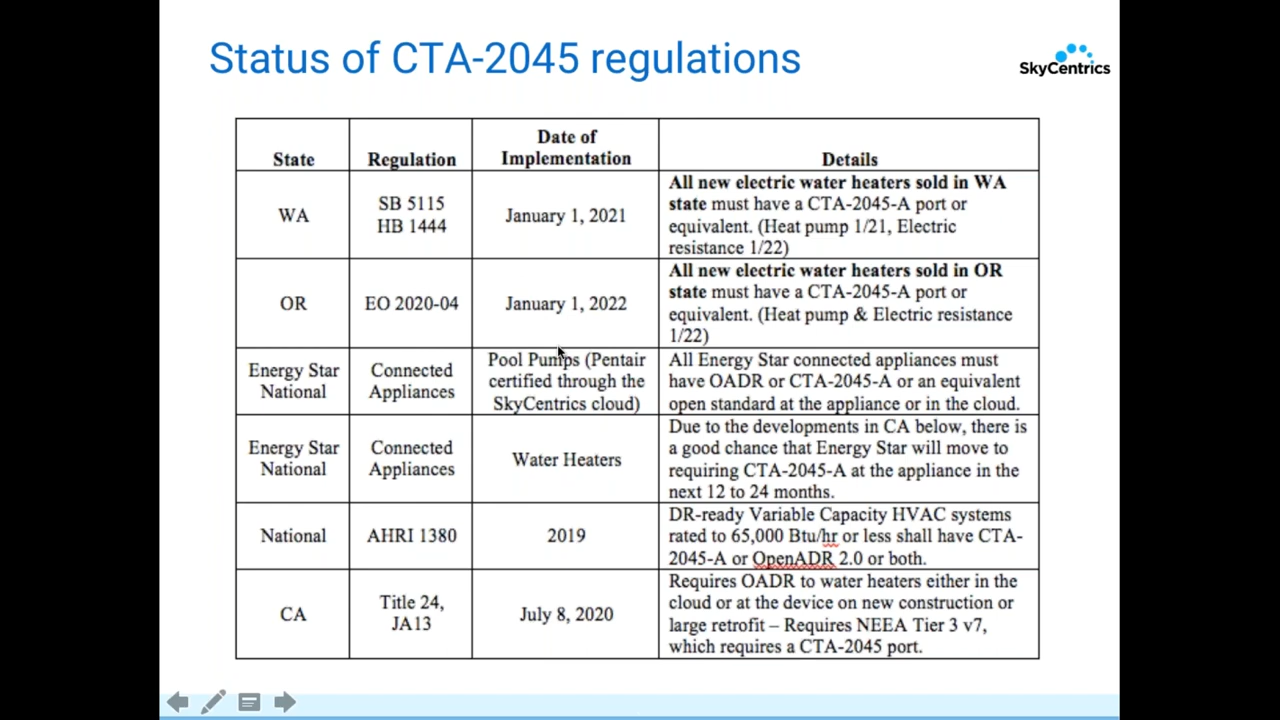 Status of CTA-2045 regulations
SkyCentrics
State
Regulation
Date of
Implementation
Details
WA
SB 5115
HB 1444
January 1, 2021
All new electric water heaters sold in WA
state must have a CTA-2045-A port or
equivalent. (Heat pump 1/21, Electric
resistance 1/22)
OR
EO 2020-04
January 1, 2022
All new electric water heaters sold in OR
state must have a CTA-2045-A port or
equivalent. (Heat pump & Electric resistance
1/22)
Energy Star
National
Connected
Appliances
Pool Pumps (Pentair
certified through the
SkyCentrics cloud)
All Energy Star connected appliances must
have OADR or CTA-2045-A or an equivalent
open standard at the appliance or in the cloud.
Energy Star
National
Connected
Appliances
Water Heaters
Due to the developments in CA below, there is
a good chance that Energy Star will move to
requiring CTA-2045-A at the appliance in the
next 12 to 24 months.
National
AHRI 1380
2019
DR-ready Variable Capacity HVAC systems
rated to 65,000 Btu/hr or less shall have CTA-
2045-A or OpenADR 2.0 or both.
CA
Title 24,
JA13
July 8, 2020
Requires OADR to water heaters either in the
cloud or at the device on new construction or
large retrofit – Requires NEEA Tier 3 v7,
which requires a CTA-2045 port.